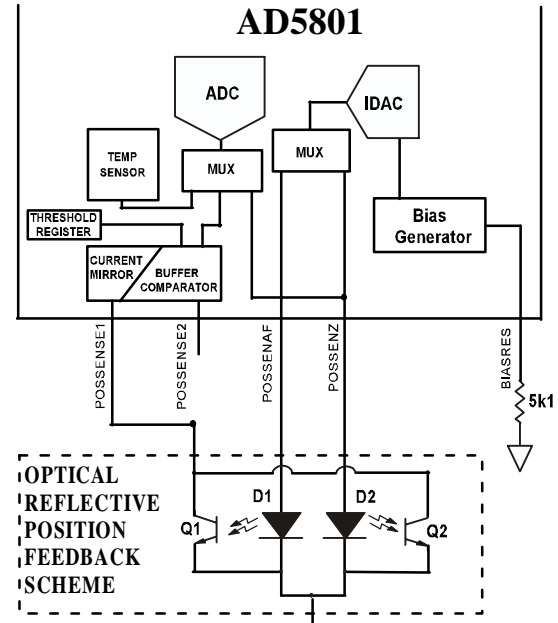 AD5801
ADC
IDAC
TEMP
SENSOR
MUX
MUX
THRESHOLD
REGISTER
Bias
Generator
CURRENT
MIRROR
BUFFER
COMPARATOR
POSSENSE1
POSSENSE2
POSSENAF
POSSENZ
BIASRES
5k1
OPTICAL
REFLECTIVE
POSITION
FEEDBACK
SCHEME
D1
D2
Q1
Q2